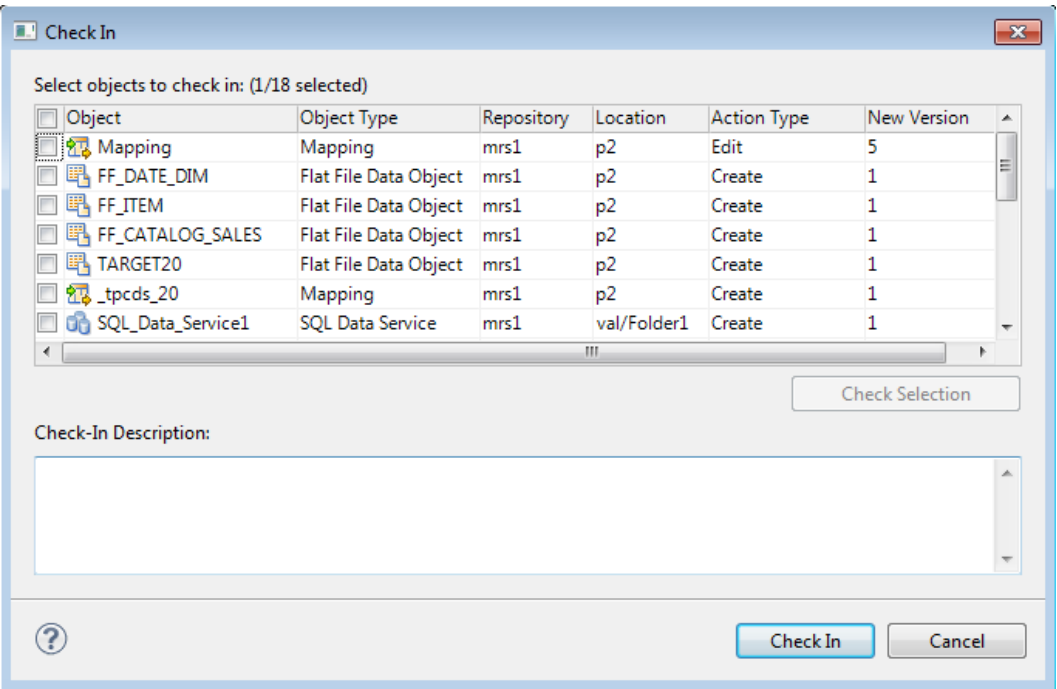 Check In
Select objects to check in: (1/18 selected)
Object Object Type Repository Location Action Type New Version
Mapping Mapping mrs1 p2 Edit 5
FF_DATE_DIM Flat File Data Object mrs1 p2 Create 1
FF_ITEM Flat File Data Object mrs1 p2 Create 1
FF_CATALOG_SALES Flat File Data Object mrs1 p2 Create 1
TARGET20 Flat File Data Object mrs1 p2 Create 1
_tpcds_20 Mapping mrs1 p2 Create 1
SQL_Data_Service1 SQL Data Service mrs1 val/Folder1 Create 1
Check Selection
Check-In Description:
? Check In Cancel